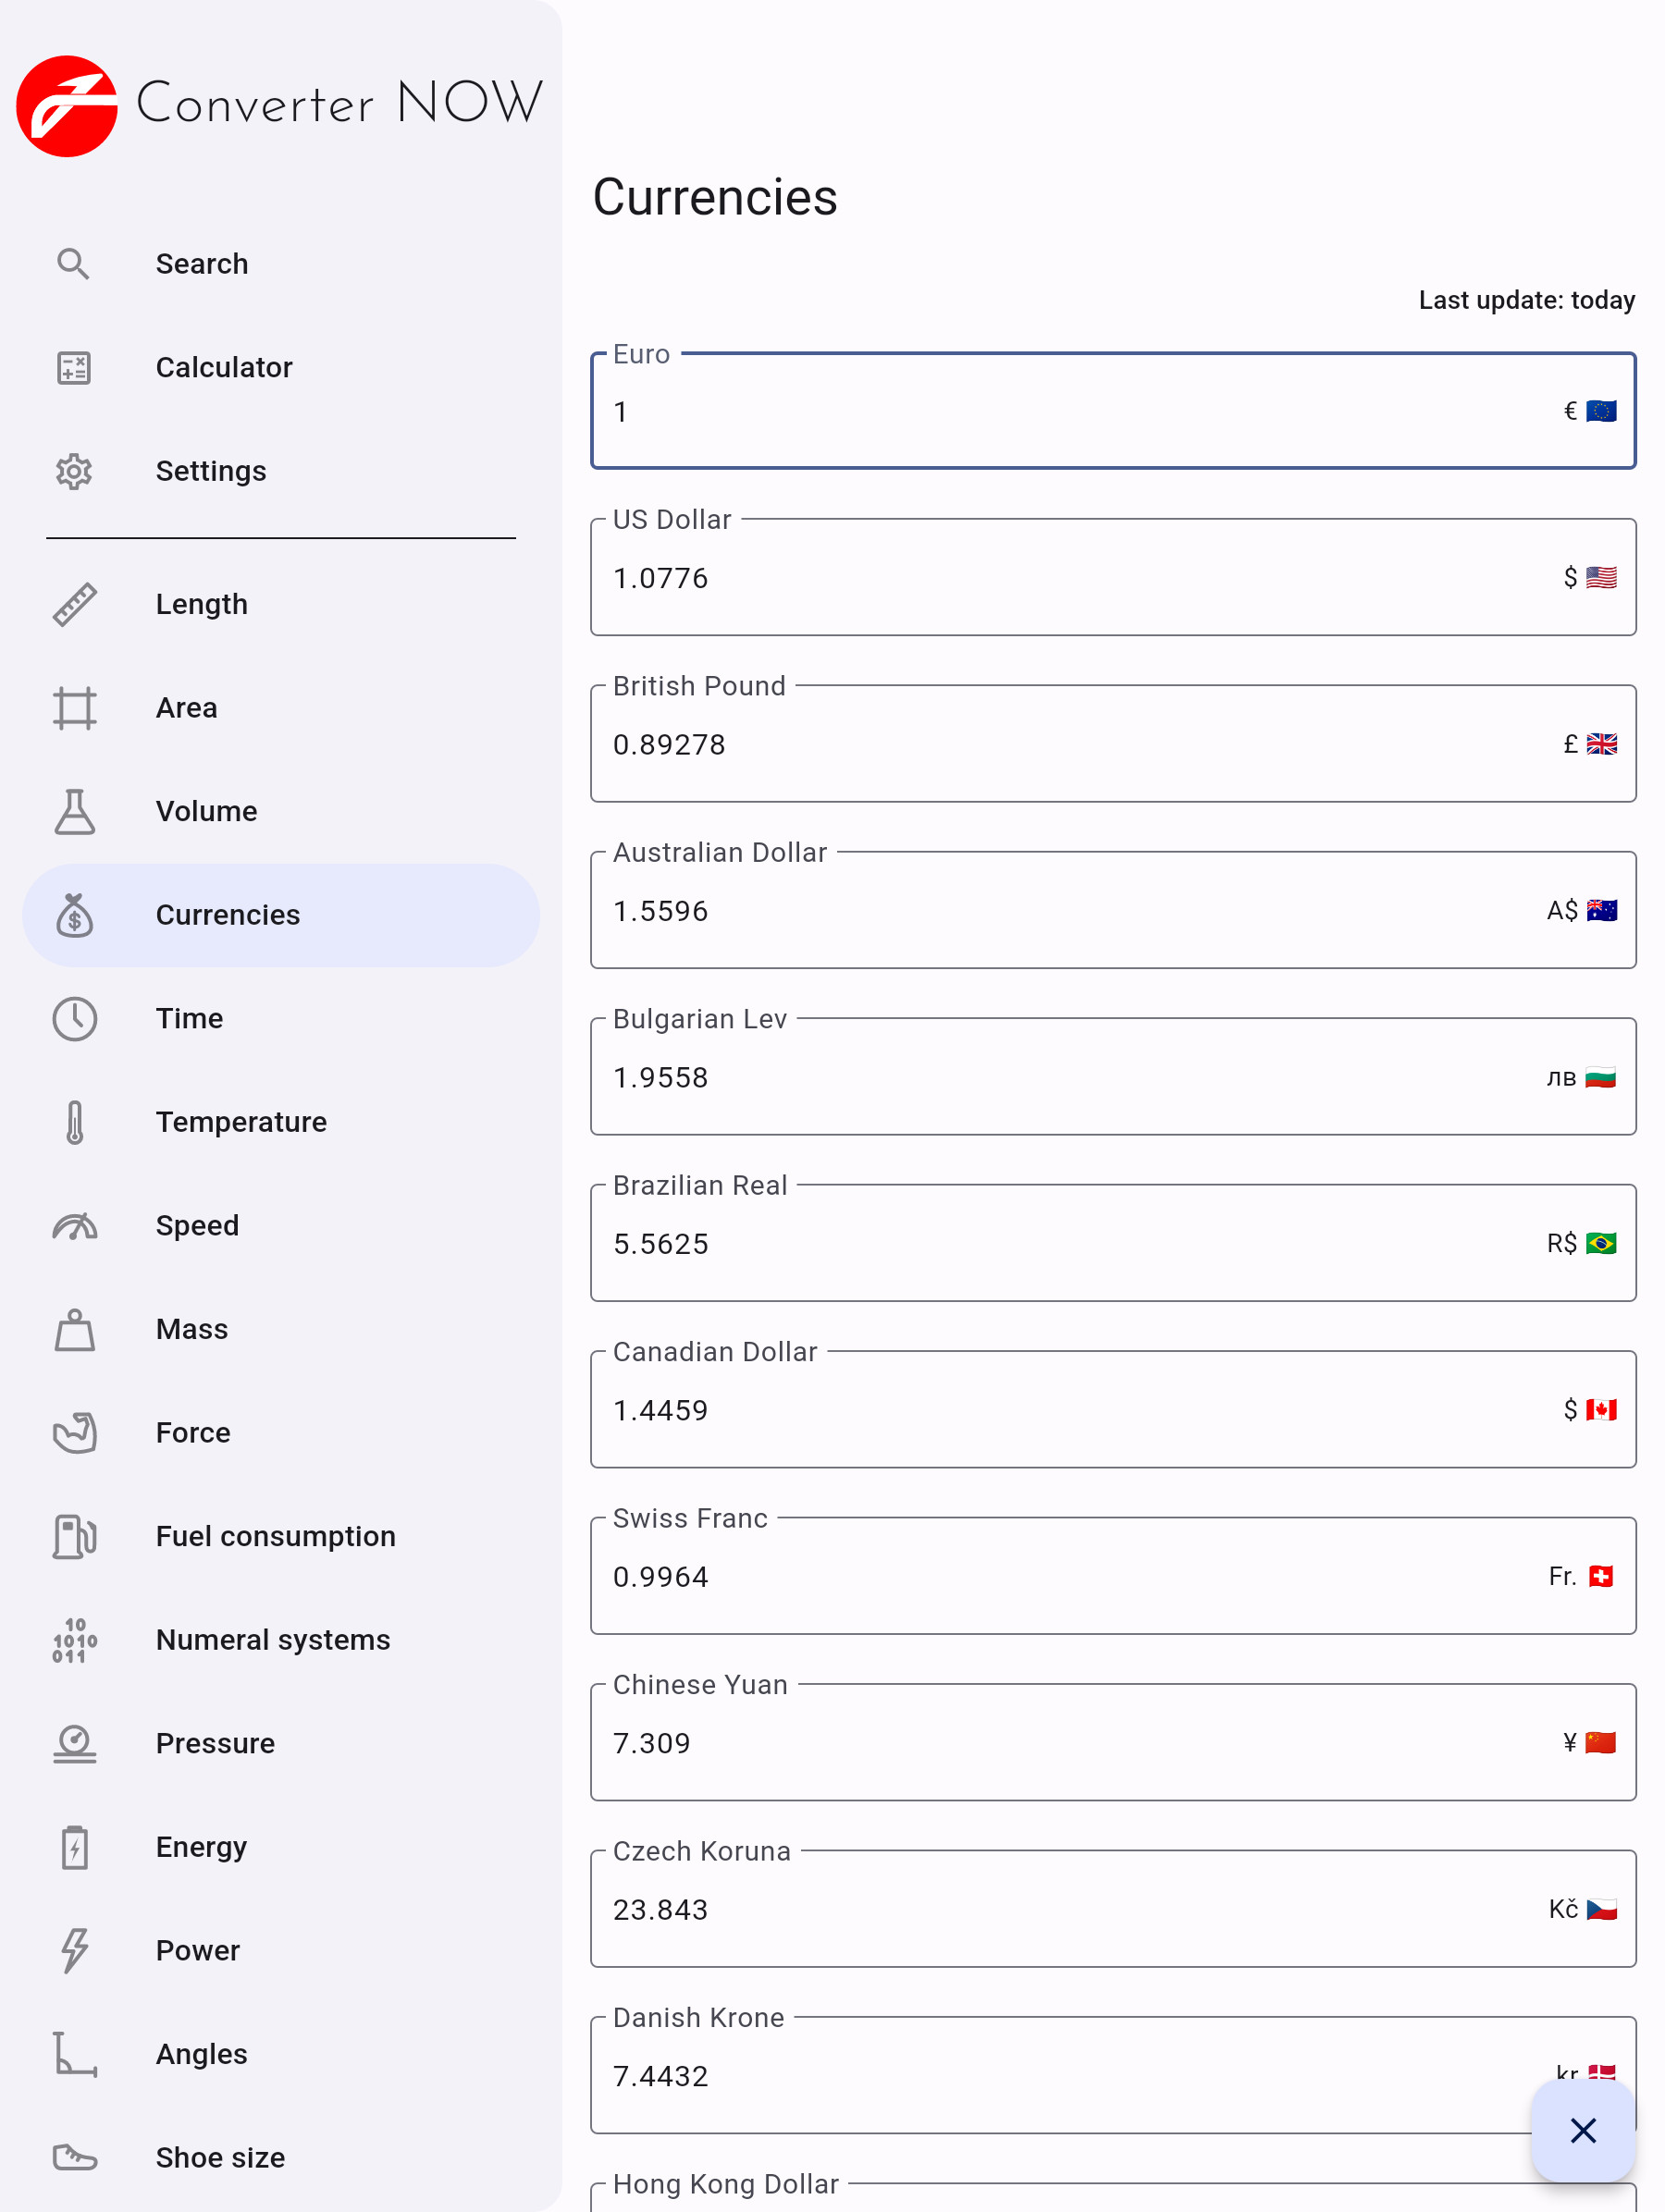 Converter NOW
Search
Calculator
Settings
Length
Area
Volume
Currencies
Time
Temperature
Speed
Mass
Force
Fuel consumption
10
1010
011
Numeral systems
Pressure
Energy
Power
Angles
Shoe size
Currencies
Last update: today
Euro
1 €
US Dollar
1.0776 $
British Pound
0.89278 £
Australian Dollar
1.5596 A$
Bulgarian Lev
1.9558 лв
Brazilian Real
5.5625 R$
Canadian Dollar
1.4459 $
Swiss Franc
0.9964 Fr.
Chinese Yuan
7.309 ¥
Czech Koruna
23.843 Kč
Danish Krone
7.4432 kr
Hong Kong Dollar